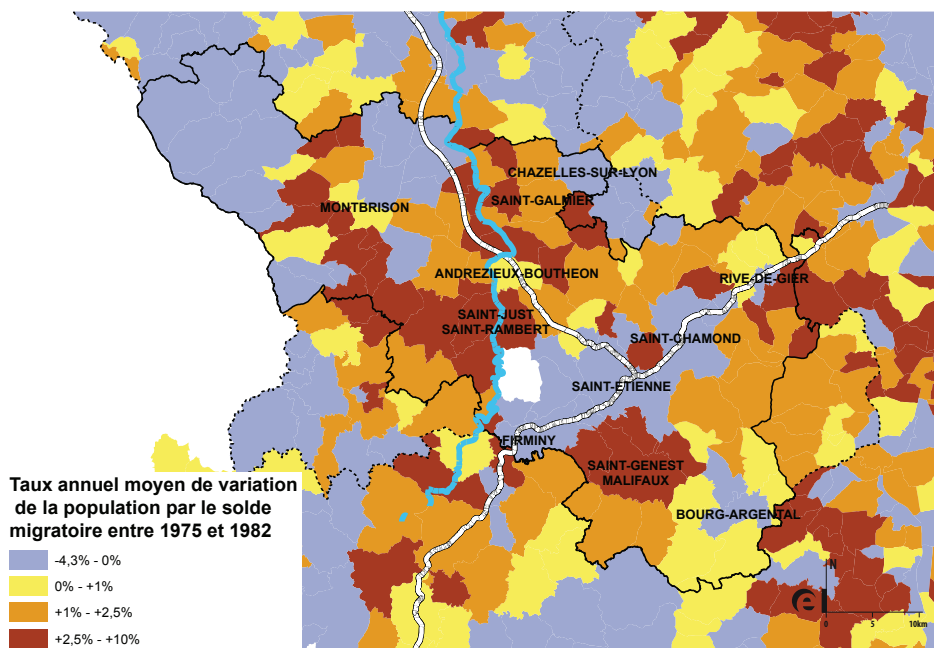 CHAZELLES-SUR-LYON
SAINT-GALMIER
MONTBRISON
ANDREZIEUX-BOUTHEON
RIVE-DE-GIER
SAINT-JUST
SAINT-RAMBERT
SAINT-CHAMOND
SAINT-ETIENNE
FIRMINY
SAINT-GENEST
MALIFAUX
BOURG-ARGENTAL
Taux annuel moyen de variation
de la population par le solde
migratoire entre 1975 et 1982
-4,3% - 0%
0% - +1%
+1% - +2,5%
+2,5% - +10%
N
0 5 10km